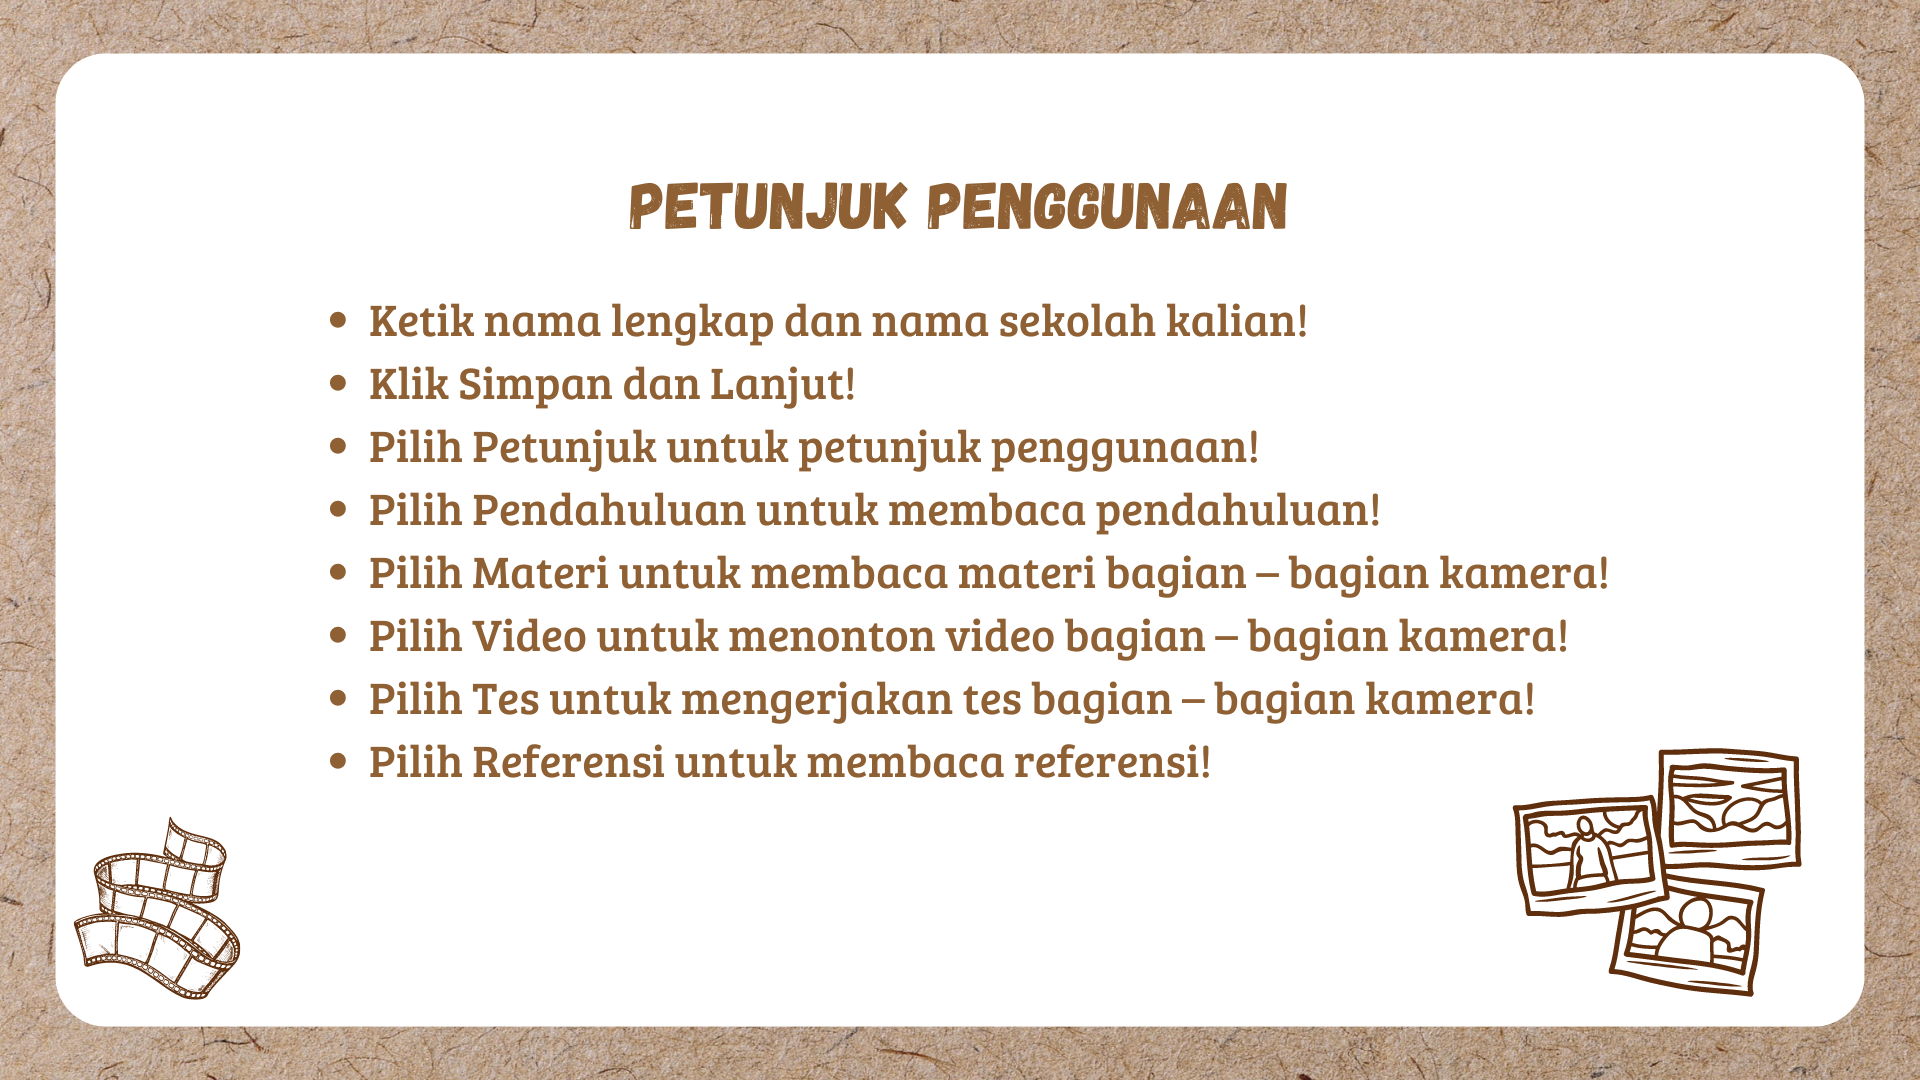 PETUNJUK PENGGUNAAN
• Ketik nama lengkap dan nama sekolah kalian!
• Klik Simpan dan Lanjut!
• Pilih Petunjuk untuk petunjuk penggunaan!
• Pilih Pendahuluan untuk membaca pendahuluan!
• Pilih Materi untuk membaca materi bagian – bagian kamera!
• Pilih Video untuk menonton video bagian – bagian kamera!
• Pilih Tes untuk mengerjakan tes bagian – bagian kamera!
• Pilih Referensi untuk membaca referensi!